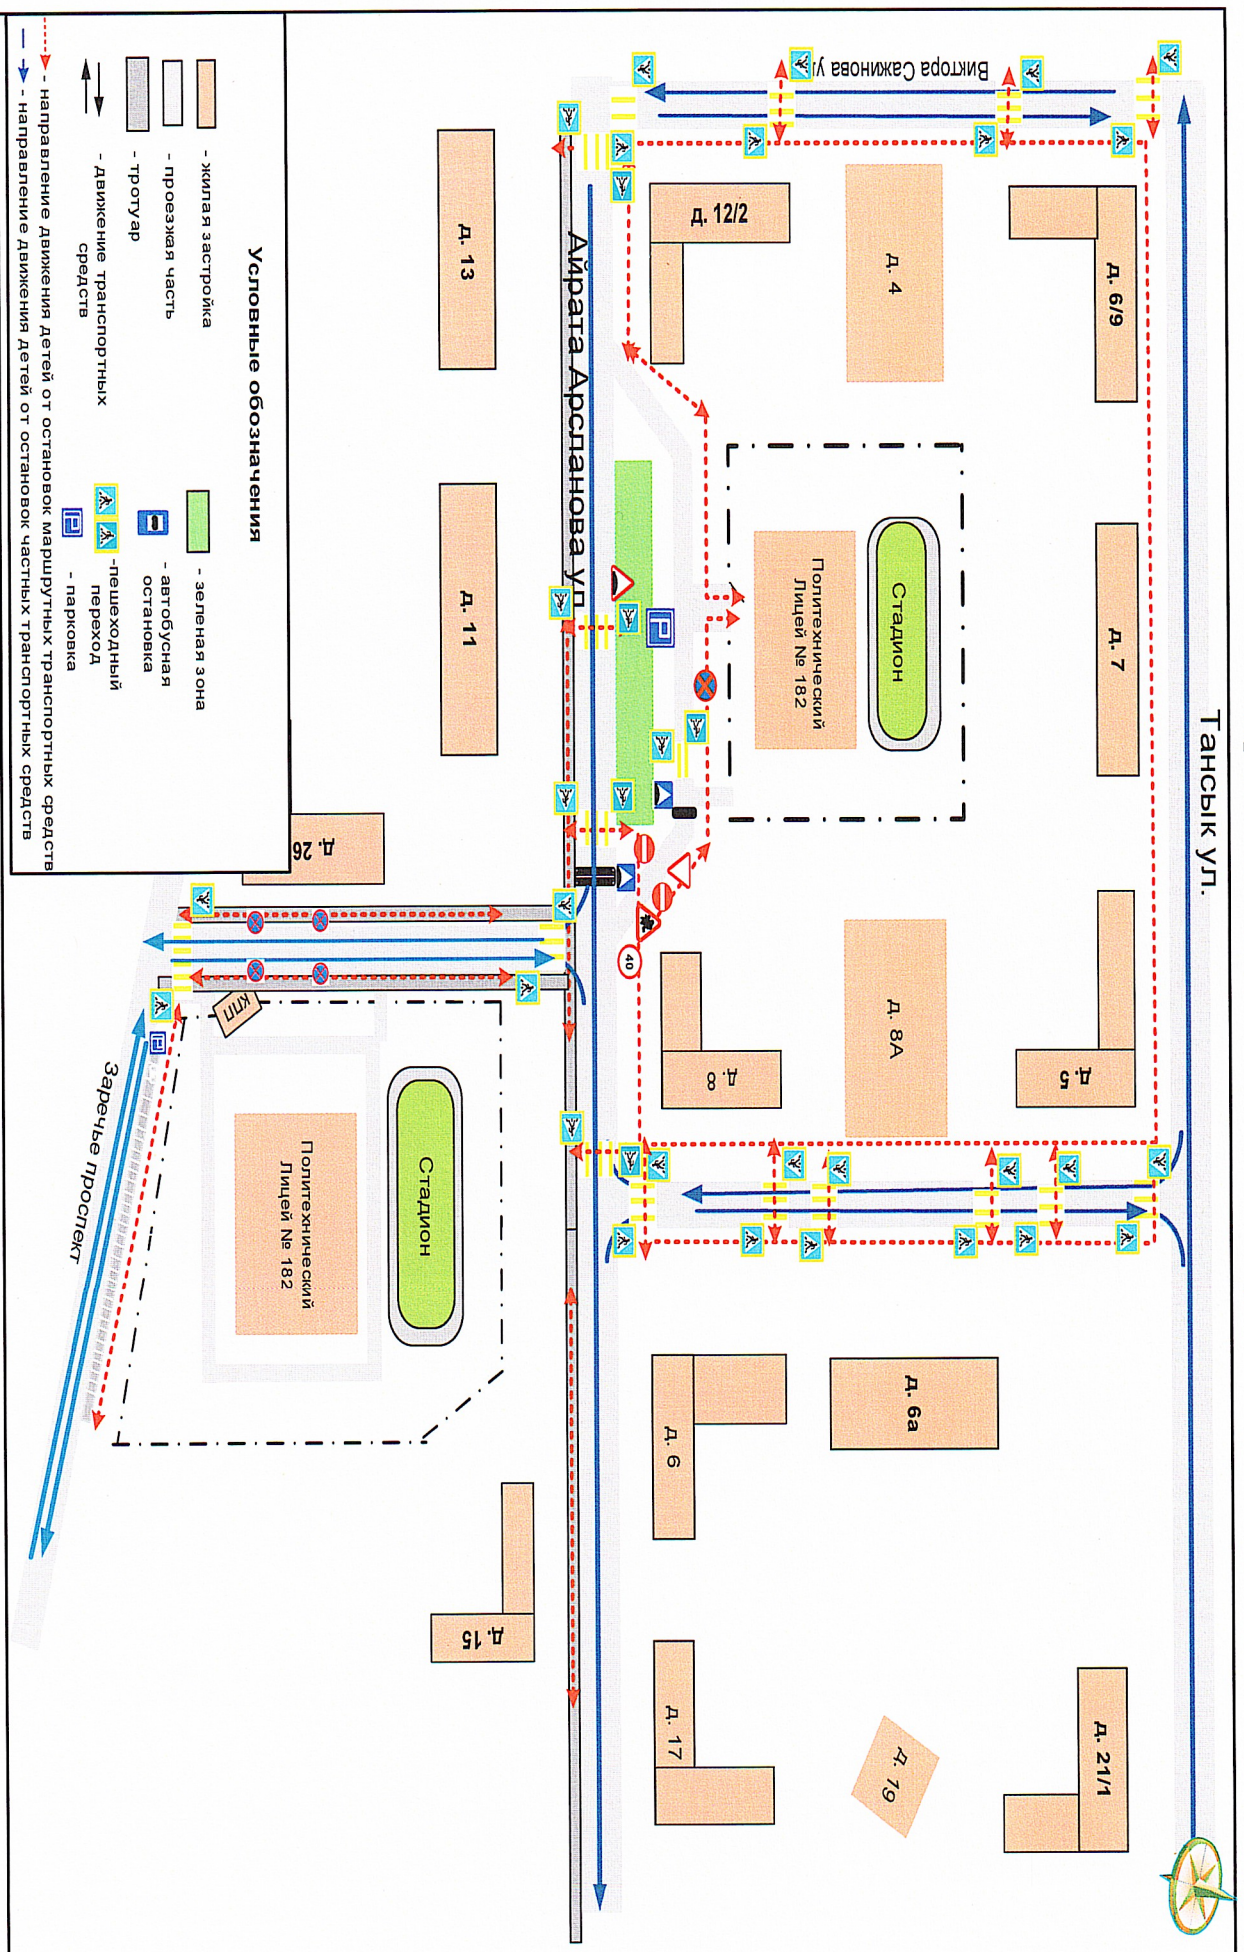 Тансык ул.
Виктора Сажинова ул
д. 6/9
д. 7
д. 5
д. 21/1
д. 4
Стадион
д. 8А
д. 6а
д. 19
д. 12/2
Политехнический
Лицей № 182
д. 8
д. 6
д. 17
P
40
Айрата Арсланова ул
д. 13
д. 11
д. 26
Стадион
д. 15
КПП
Политехнический
Лицей № 182
P
Заречье проспект
Условные обозначения
- жилая застройка
- проезжая часть
- тротуар
- движение транспортных
средств
- зеленая зона
- автобусная
остановка
-пешеходный
переход
P
- парковка
- направление движения детей от остановок маршрутных транспортных средств
- направление движения детей от остановок частных транспортных средств